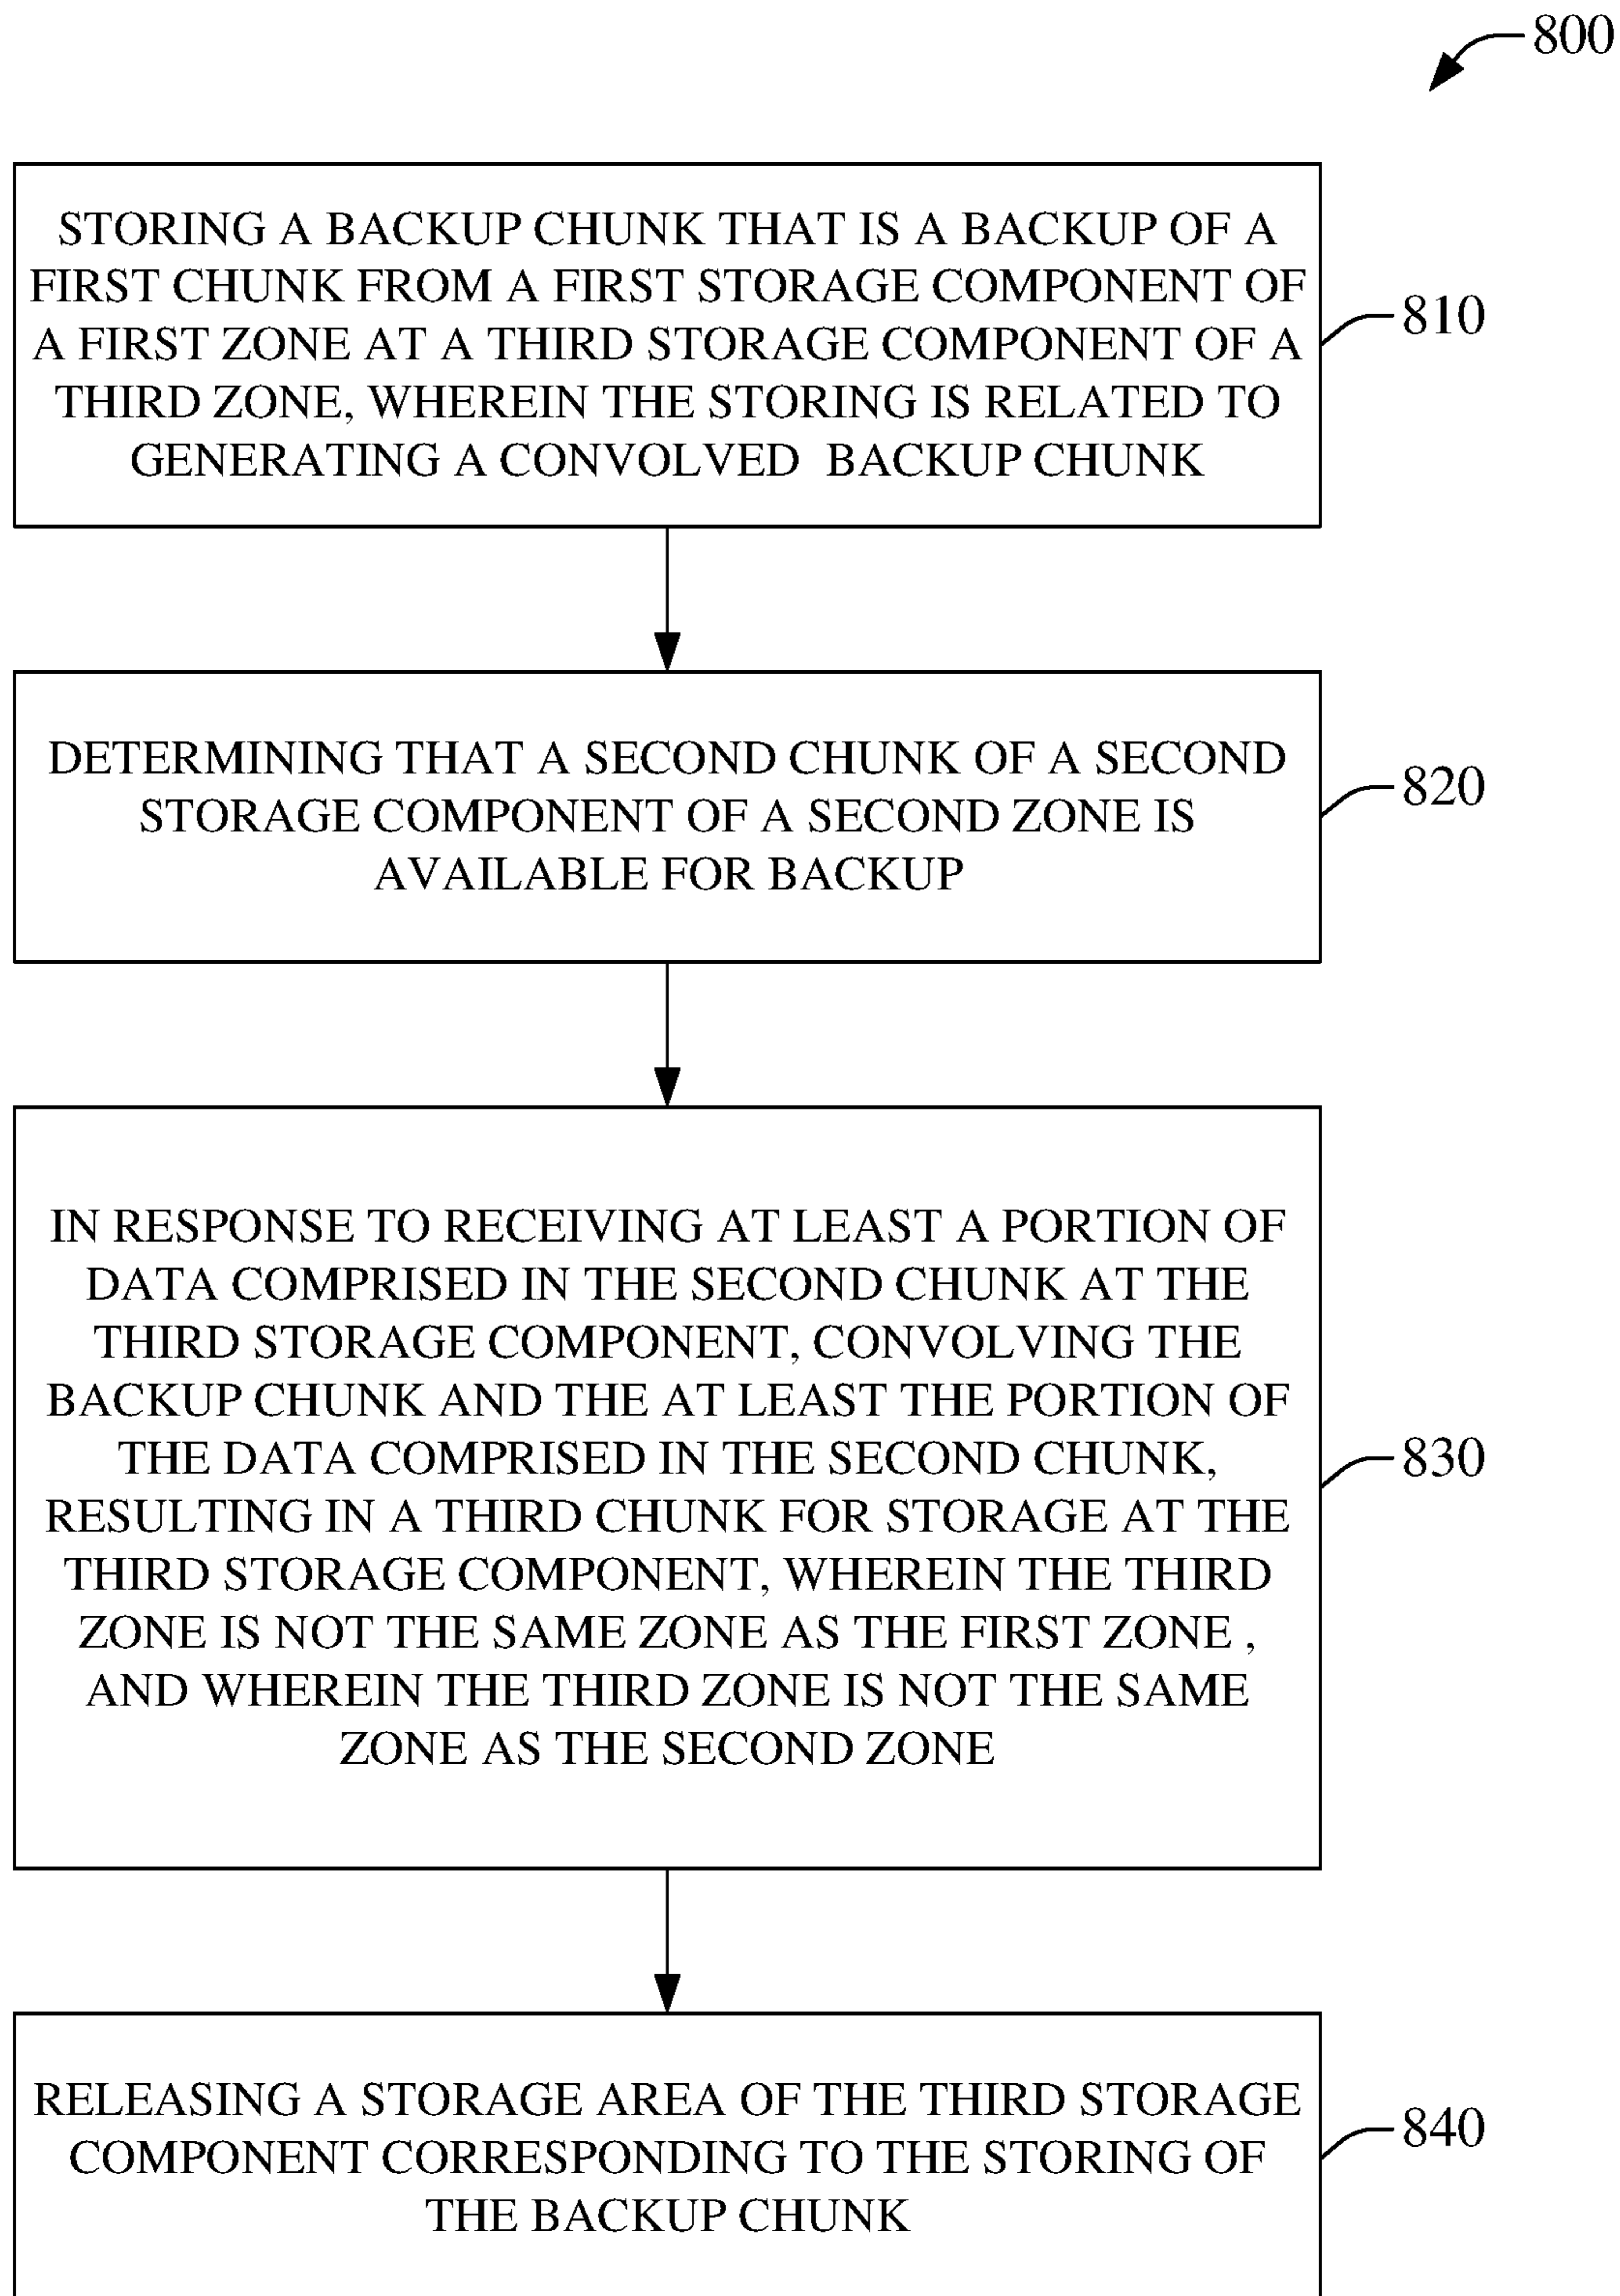 800
STORING A BACKUP CHUNK THAT IS A BACKUP OF A
FIRST CHUNK FROM A FIRST STORAGE COMPONENT OF
A FIRST ZONE AT A THIRD STORAGE COMPONENT OF A
THIRD ZONE, WHEREIN THE STORING IS RELATED TO
GENERATING A CONVOLVED BACKUP CHUNK
810
DETERMINING THAT A SECOND CHUNK OF A SECOND
STORAGE COMPONENT OF A SECOND ZONE IS
AVAILABLE FOR BACKUP
820
IN RESPONSE TO RECEIVING AT LEAST A PORTION OF
DATA COMPRISED IN THE SECOND CHUNK AT THE
THIRD STORAGE COMPONENT, CONVOLVING THE
BACKUP CHUNK AND THE AT LEAST THE PORTION OF
THE DATA COMPRISED IN THE SECOND CHUNK,
RESULTING IN A THIRD CHUNK FOR STORAGE AT THE
THIRD STORAGE COMPONENT, WHEREIN THE THIRD
ZONE IS NOT THE SAME ZONE AS THE FIRST ZONE ,
AND WHEREIN THE THIRD ZONE IS NOT THE SAME
ZONE AS THE SECOND ZONE
830
RELEASING A STORAGE AREA OF THE THIRD STORAGE
COMPONENT CORRESPONDING TO THE STORING OF
THE BACKUP CHUNK
840